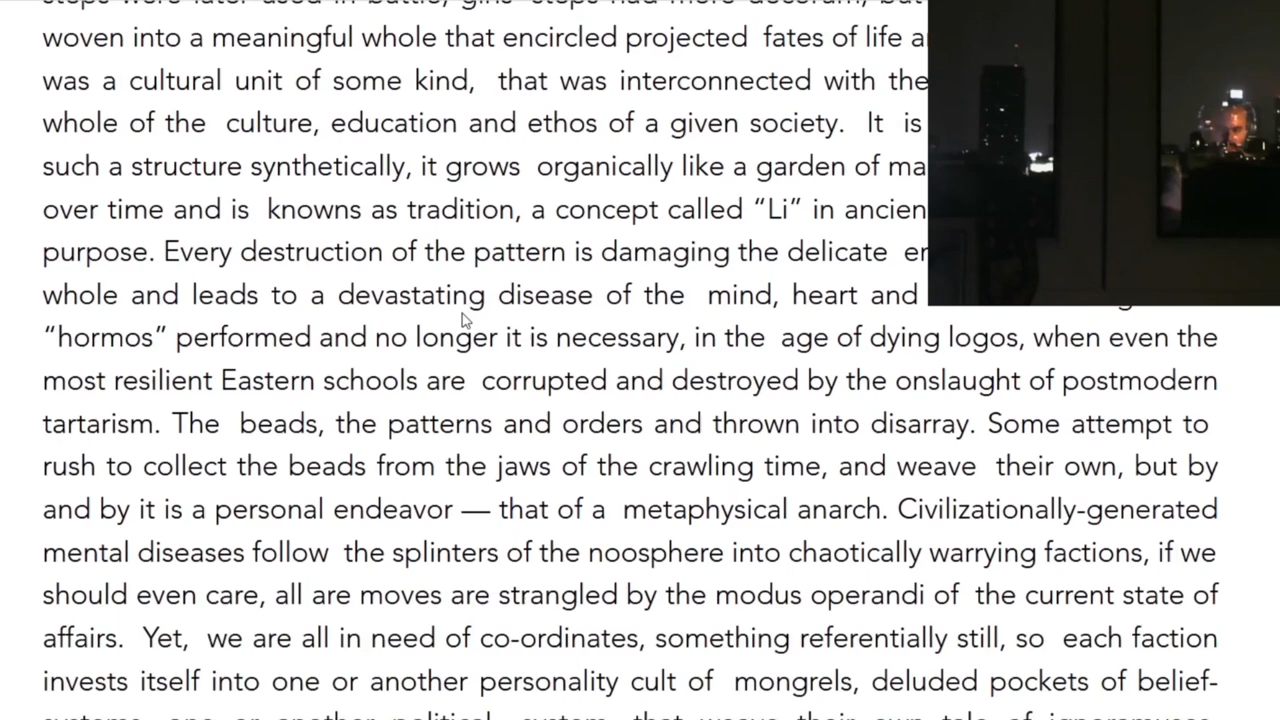 woven into a meaningful whole that encircled projected fates of life
was a cultural unit of some kind, that was interconnected with the
whole of the culture, education and ethos of a given society. It is
such a structure synthetically, it grows organically like a garden of
over time and is knowns as tradition, a concept called “Li” in
purpose. Every destruction of the pattern is damaging the delicate
whole and leads to a devastating disease of the mind, heart and
“hormos” performed and no longer it is necessary, in the age of dying logos, when even the
most resilient Eastern schools are corrupted and destroyed by the onslaught of postmodern
tartarism. The beads, the patterns and orders and thrown into disarray. Some attempt to
rush to collect the beads from the jaws of the crawling time, and weave their own, but by
and by it is a personal endeavor — that of a metaphysical anarch. Civilizationally-generated
mental diseases follow the splinters of the noosphere into chaotically warrying factions, if we
should even care, all are moves are strangled by the modus operandi of the current state of
affairs. Yet, we are all in need of co-ordinates, something referentially still, so each faction
invests itself into one or another personality cult of mongrels, deluded pockets of belief-